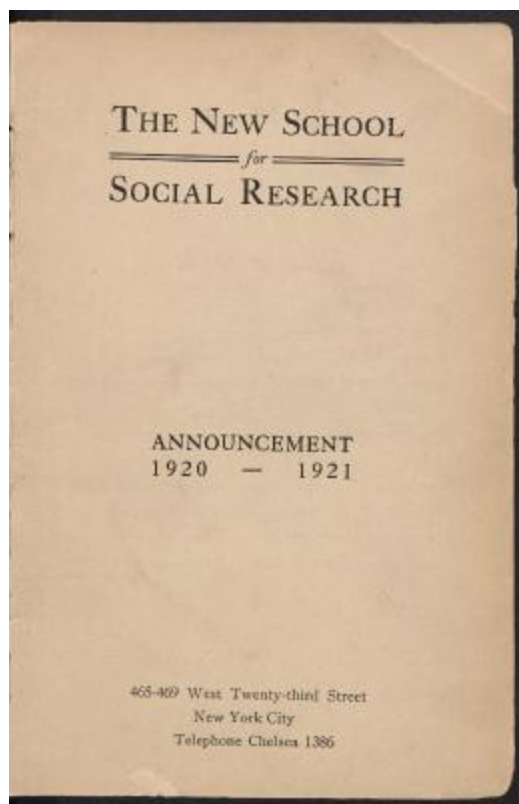 THE NEW SCHOOL
for
SOCIAL RESEARCH
ANNOUNCEMENT
1920 — 1921
465-469 West Twenty-third Street
New York City
Telephone Chelsea 1386